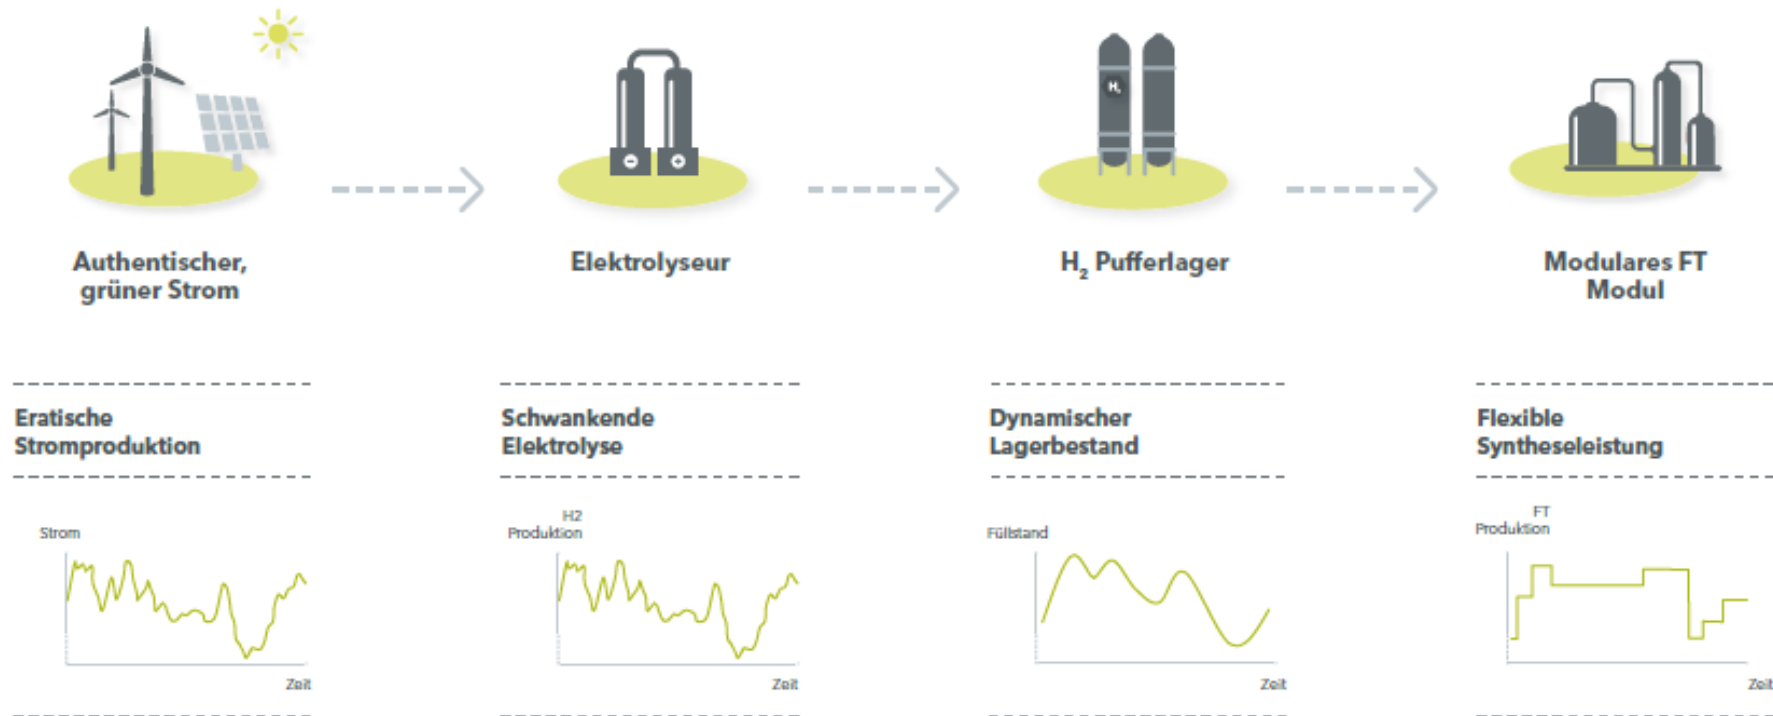 H₂
Authentischer,
grüner Strom
Elektrolyseur
H₂ Pufferlager
Modulares FT
Modul
Eratische
Stromproduktion
Schwankende
Elektrolyse
Dynamischer
Lagerbestand
Flexible
Syntheseleistung
Strom
Zeit
H2
Produktion
Zeit
Füllstand
Zeit
FT
Produktion
Zeit